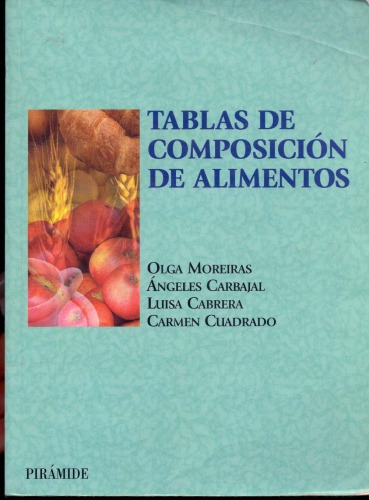 TABLAS DE
COMPOSICIÓN
DE ALIMENTOS
OLGA MOREIRAS
ÁNGELES CARBAJAL
LUISA CABRERA
CARMEN CUADRADO
PIRÁMIDE